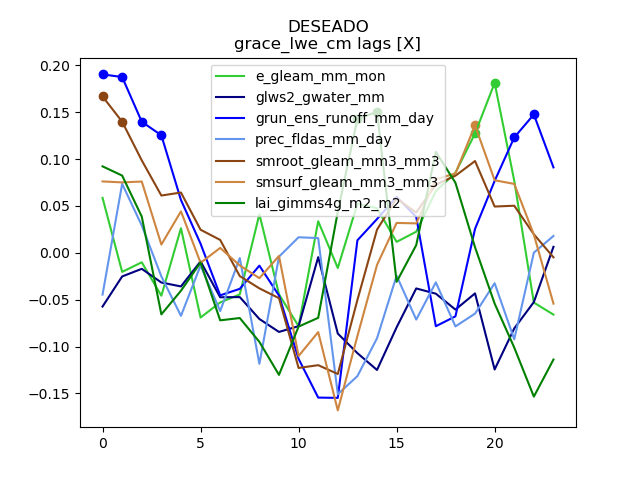 DESEADO
grace_lwe_cm lags [X]
0.20
0.15
0.10
0.05
0.00
−0.05
−0.10
−0.15
e_gleam_mm_mon
glws2_gwater_mm
grun_ens_runoff_mm_day
prec_fldas_mm_day
smroot_gleam_mm3_mm3
smsurf_gleam_mm3_mm3
lai_gimms4g_m2_m2
0
5
10
15
20